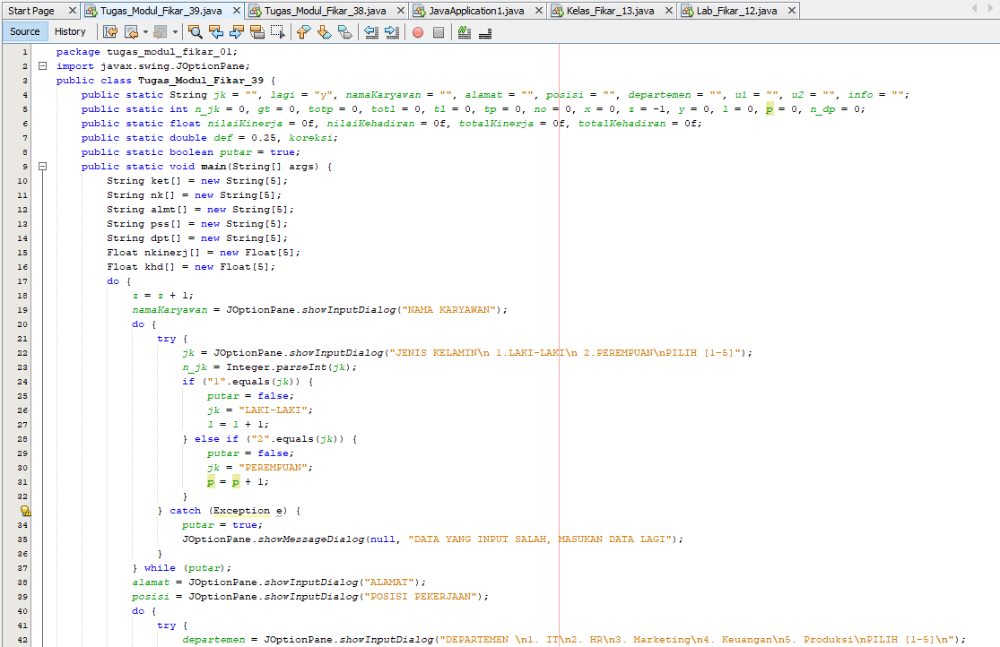 Start Page Tugas_Modul_Fikar_39.java Tugas_Modul_Fikar_38.java JavaApplication1.java Kelas_Fikar_13.java Lab_Fikar_12.java
Source History
1 package tugas_modul_fikar_01;
2 import javax.swing.JOptionPane;
3 public class Tugas_Modul_Fikar_39 {
4 public static String jk = "", lagi = "y", namaKaryawan = "", alamat = "", posisi = "", departemen = "", u1 = "", u2 = "", info = "";
5 public static int n_jk = 0, gt = 0, totp = 0, totl = 0, tl = 0, tp = 0, no = 0, x = 0, z = -1, y = 0, l = 0, p = 0, n_dp = 0;
6 public static float nilaiKinerja = 0f, nilaiKehadiran = 0f, totalKinerja = 0f, totalKehadiran = 0f;
7 public static double def = 0.25, koreksi;
8 public static boolean putar = true;
9 public static void main(String[] args) {
10 String ket[] = new String[5];
11 String nk[] = new String[5];
12 String almt[] = new String[5];
13 String pss[] = new String[5];
14 String dpt[] = new String[5];
15 Float nkinerj[] = new Float[5];
16 Float khd[] = new Float[5];
17 do {
18 z = z + 1;
19 namaKaryawan = JOptionPane.showInputDialog("NAMA KARYAWAN");
20 do {
21 try {
22 jk = JOptionPane.showInputDialog("JENIS KELAMIN\n 1.LAKI-LAKI\n 2.PEREMPUAN\nPILIH [1-5]");
23 n_jk = Integer.parseInt(jk);
24 if ("1".equals(jk)) {
25 putar = false;
26 jk = "LAKI-LAKI";
27 l = l + 1;
28 } else if ("2".equals(jk)) {
29 putar = false;
30 jk = "PEREMPUAN";
31 p = p + 1;
32 }
} catch (Exception e) {
34 putar = true;
35 JOptionPane.showMessageDialog(null, "DATA YANG INPUT SALAH, MASUKAN DATA LAGI");
36 }
37 } while (putar);
38 alamat = JOptionPane.showInputDialog("ALAMAT");
39 posisi = JOptionPane.showInputDialog("POSISI PEKERJAAN");
40 do {
41 try {
42 departemen = JOptionPane.showInputDialog("DEPARTEMEN \n1. IT\n2. HR\n3. Marketing\n4. Keuangan\n5. Produksi\nPILIH [1-5]\n");